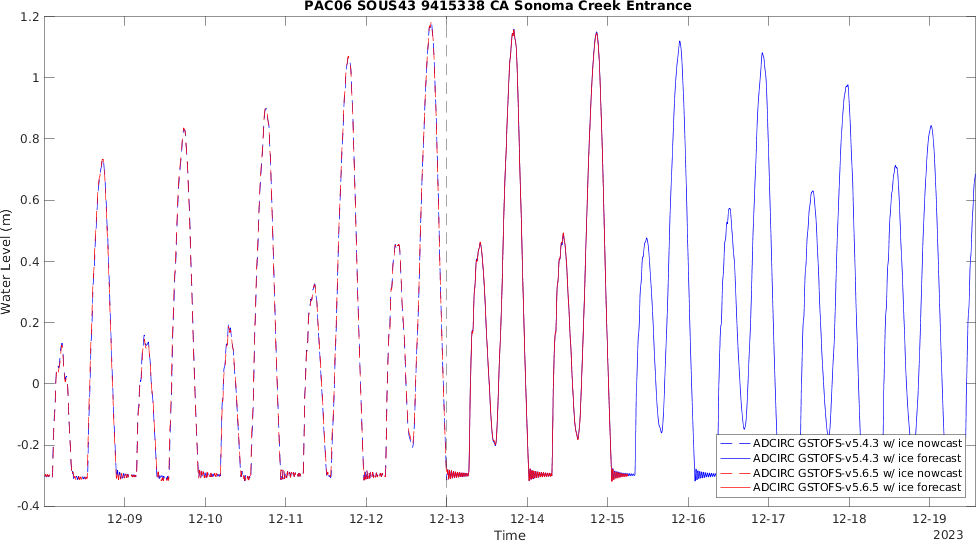 PAC06 SOUS43 9415338 CA Sonoma Creek Entrance
1.2
1
0.8
0.6
0.4
0.2
0
-0.2
-0.4
Water Level (m)
ADCIRC GSTOFS-v5.4.3 w/ ice nowcast
ADCIRC GSTOFS-v5.4.3 w/ ice forecast
ADCIRC GSTOFS-v5.6.5 w/ ice nowcast
ADCIRC GSTOFS-v5.6.5 w/ ice forecast
12-09 12-10 12-11 12-12 12-13 12-14 12-15 12-16 12-17 12-18 12-19
Time
2023